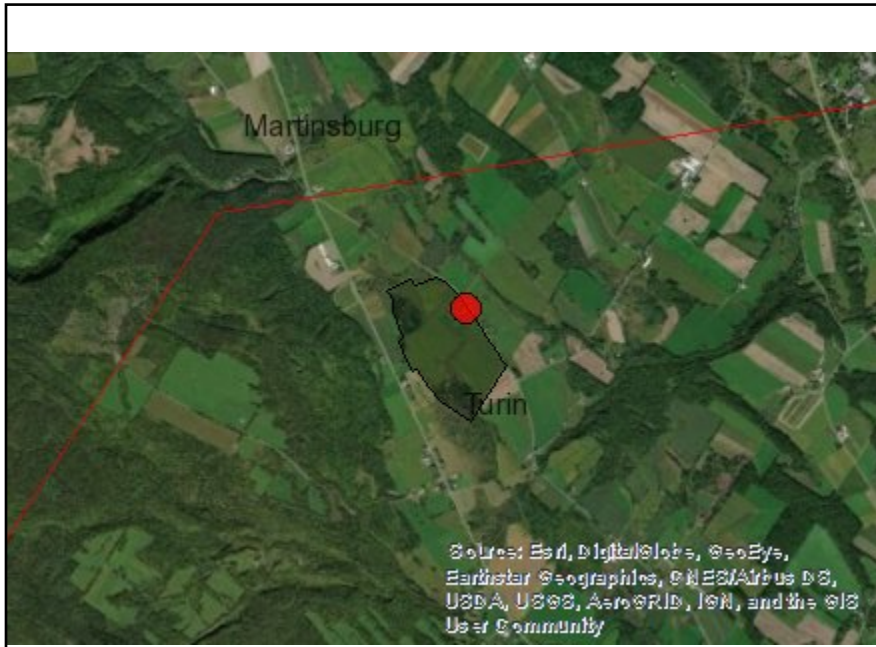 Martinsburg
Turin
Source: Esri, DigitalGlobe, GeoEye,
Earthstar Geographics, CNES/Airbus DS,
USDA, USGS, AeroGRID, IGN, and the GIS
User Community